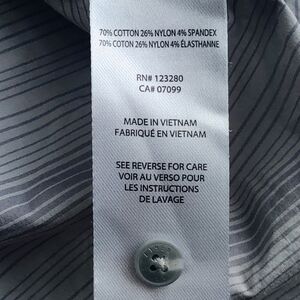 70% COTTON 26% NYLON 4% SPANDEX
70% COTON 26% NYLON 4% ÉLASTHANNE
RN# 123280
CA# 07099
MADE IN VIETNAM
FABRIQUÉ EN VIETNAM
SEE REVERSE FOR CARE
VOIR AU VERSO POUR
LES INSTRUCTIONS
DE LAVAGE